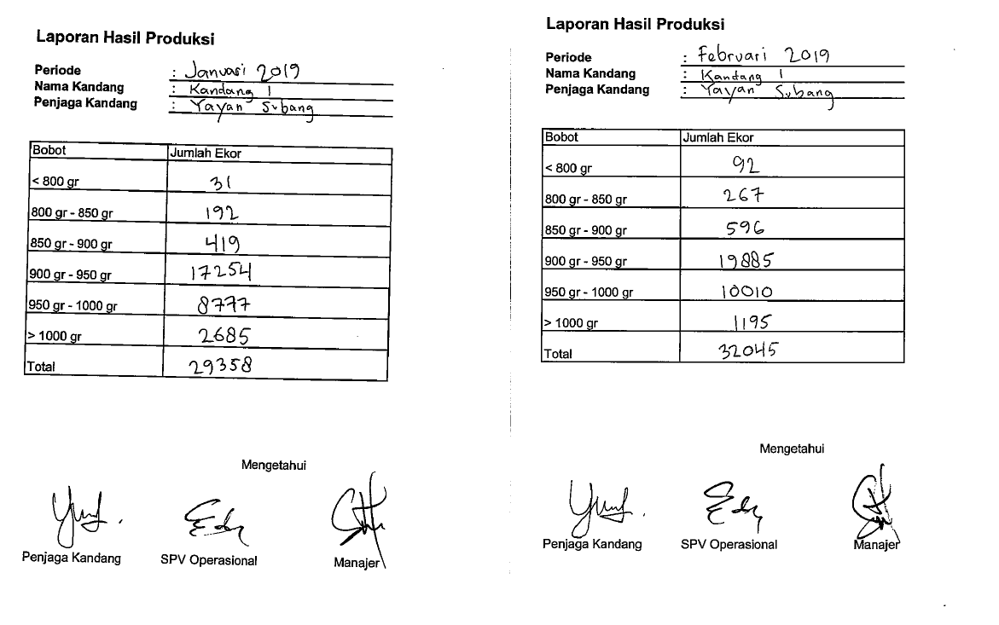 Laporan Hasil Produksi
Periode : Januari 2019
Nama Kandang : Kandang 1
Penjaga Kandang : Yayan Subang
Bobot Jumlah Ekor
< 800 gr 31
800 gr - 850 gr 192
850 gr - 900 gr 419
900 gr - 950 gr 17254
950 gr - 1000 gr 8777
> 1000 gr 2685
Total 29358
Mengetahui
Penjaga Kandang SPV Operasional Manajer
Laporan Hasil Produksi
Periode : Februari 2019
Nama Kandang : Kandang 1
Penjaga Kandang : Yayan Subang
Bobot Jumlah Ekor
< 800 gr 92
800 gr - 850 gr 267
850 gr - 900 gr 596
900 gr - 950 gr 19885
950 gr - 1000 gr 10010
> 1000 gr 1195
Total 32045
Mengetahui
Penjaga Kandang SPV Operasional Manajer